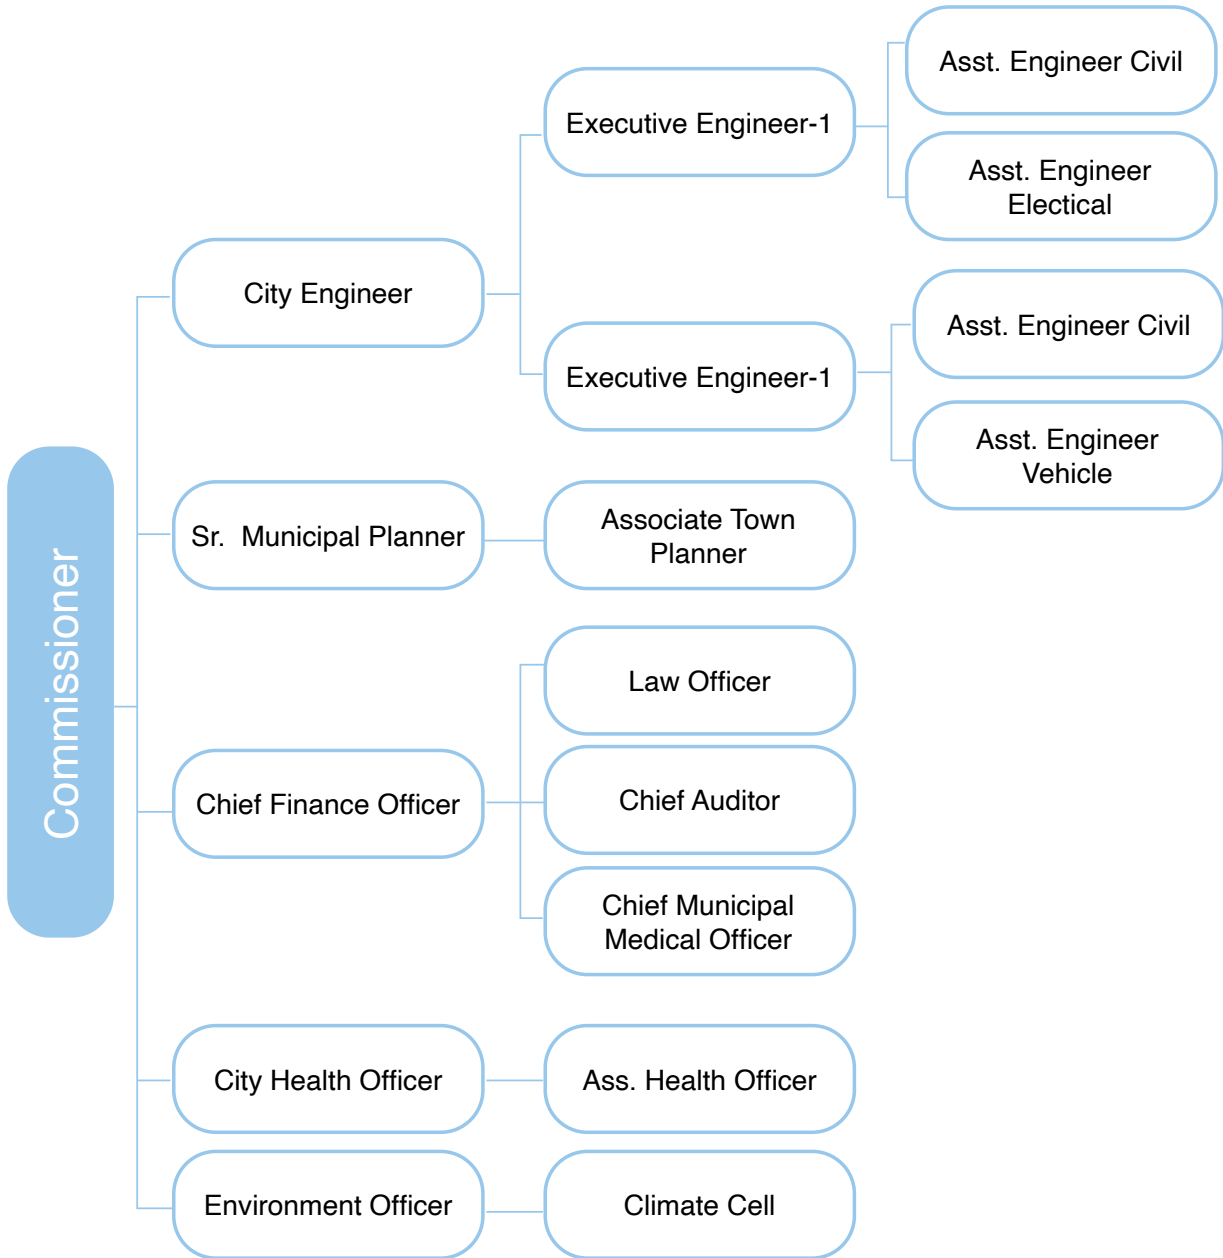 Commissioner
City Engineer
Executive Engineer-1
Asst. Engineer Civil
Asst. Engineer
Electical
Executive Engineer-1
Asst. Engineer Civil
Asst. Engineer
Vehicle
Sr. Municipal Planner
Associate Town
Planner
Chief Finance Officer
Law Officer
Chief Auditor
Chief Municipal
Medical Officer
City Health Officer
Ass. Health Officer
Environment Officer
Climate Cell